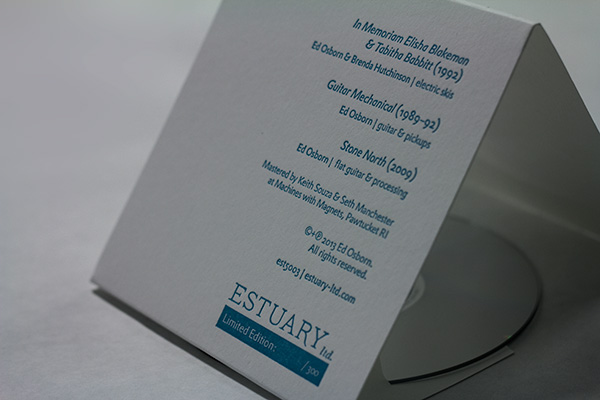 In Memoriam Elisha Blakeman
& Tabitha Babbitt (1992)
Ed Osborn & Brenda Hutchinson | electric skis
Guitar Mechanical (1989-92)
Ed Osborn | guitar & pickups
Stone North (2009)
Ed Osborn | flat guitar & processing
Mastered by Keith Souza & Seth Manchester
at Machines with Magnets, Pawtucket RI
©+℗ 2013 Ed Osborn.
All rights reserved.
est5003 | estuary-ltd.com
ESTUARY ltd.
Limited Edition: /300